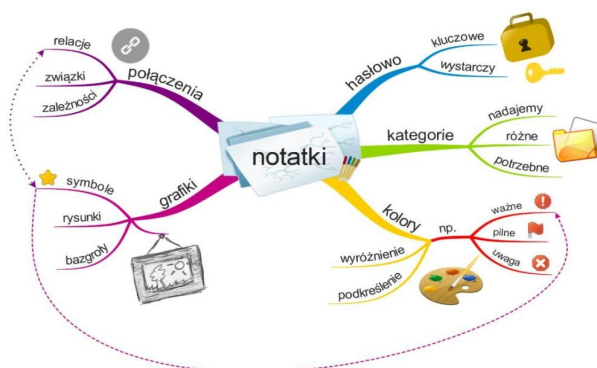 notatki
połączenia
relacje
związki
zależności
grafiki
symbole
rysunki
bazgroły
hasłowo
kluczowe
wystarczy
kategorie
nadajemy
różne
potrzebne
kolory
np.
ważne
pilne
uwaga
wyróżnienie
podkreślenie